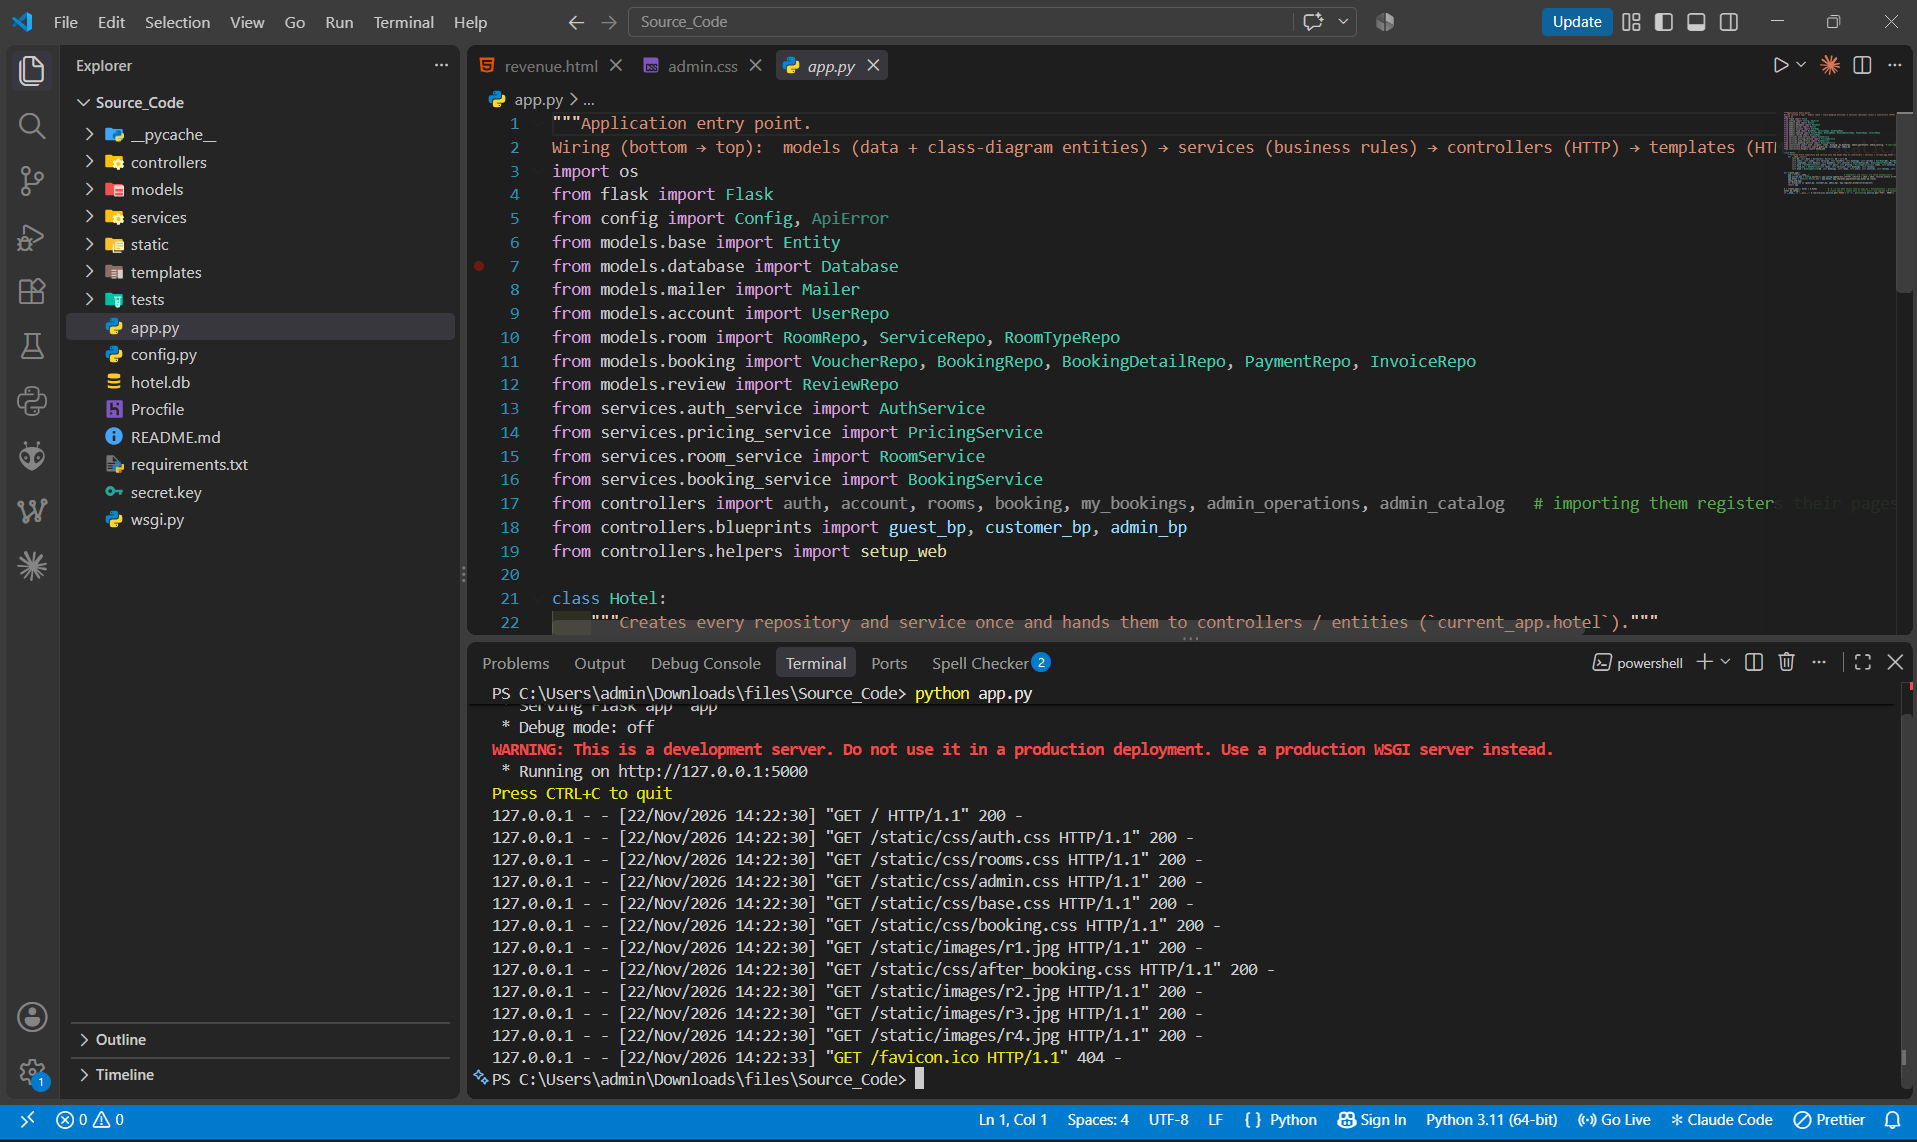 File Edit Selection View Go Run Terminal Help
Source_Code
Update
Explorer
Source_Code
__pycache__
controllers
models
services
static
templates
tests
app.py
config.py
hotel.db
Procfile
README.md
requirements.txt
secret.key
wsgi.py
Outline
Timeline
1
revenue.html
admin.css
app.py
app.py > ...
1 """Application entry point.
2 Wiring (bottom → top):  models (data + class-diagram entities) → services (business rules) → controllers (HTTP) → templates (HT
3 import os
4 from flask import Flask
5 from config import Config, ApiError
6 from models.base import Entity
7 from models.database import Database
8 from models.mailer import Mailer
9 from models.account import UserRepo
10 from models.room import RoomRepo, ServiceRepo, RoomTypeRepo
11 from models.booking import VoucherRepo, BookingRepo, BookingDetailRepo, PaymentRepo, InvoiceRepo
12 from models.review import ReviewRepo
13 from services.auth_service import AuthService
14 from services.pricing_service import PricingService
15 from services.room_service import RoomService
16 from services.booking_service import BookingService
17 from controllers import auth, account, rooms, booking, my_bookings, admin_operations, admin_catalog   # importing them registers their pages
18 from controllers.blueprints import guest_bp, customer_bp, admin_bp
19 from controllers.helpers import setup_web
20
21 class Hotel:
22 """Creates every repository and service once and hands them to controllers / entities (`current_app.hotel`)."""
Problems Output Debug Console Terminal Ports Spell Checker 2
powershell
PS C:\Users\admin\Downloads\files\Source_Code> python app.py
* Serving Flask app 'app'
* Debug mode: off
WARNING: This is a development server. Do not use it in a production deployment. Use a production WSGI server instead.
* Running on http://127.0.0.1:5000
Press CTRL+C to quit
127.0.0.1 - - [22/Nov/2026 14:22:30] "GET / HTTP/1.1" 200 -
127.0.0.1 - - [22/Nov/2026 14:22:30] "GET /static/css/auth.css HTTP/1.1" 200 -
127.0.0.1 - - [22/Nov/2026 14:22:30] "GET /static/css/rooms.css HTTP/1.1" 200 -
127.0.0.1 - - [22/Nov/2026 14:22:30] "GET /static/css/admin.css HTTP/1.1" 200 -
127.0.0.1 - - [22/Nov/2026 14:22:30] "GET /static/css/base.css HTTP/1.1" 200 -
127.0.0.1 - - [22/Nov/2026 14:22:30] "GET /static/css/booking.css HTTP/1.1" 200 -
127.0.0.1 - - [22/Nov/2026 14:22:30] "GET /static/images/r1.jpg HTTP/1.1" 200 -
127.0.0.1 - - [22/Nov/2026 14:22:30] "GET /static/css/after_booking.css HTTP/1.1" 200 -
127.0.0.1 - - [22/Nov/2026 14:22:30] "GET /static/images/r2.jpg HTTP/1.1" 200 -
127.0.0.1 - - [22/Nov/2026 14:22:30] "GET /static/images/r3.jpg HTTP/1.1" 200 -
127.0.0.1 - - [22/Nov/2026 14:22:30] "GET /static/images/r4.jpg HTTP/1.1" 200 -
127.0.0.1 - - [22/Nov/2026 14:22:33] "GET /favicon.ico HTTP/1.1" 404 -
PS C:\Users\admin\Downloads\files\Source_Code>
0 0 Ln 1, Col 1 Spaces: 4 UTF-8 LF { } Python Sign In Python 3.11 (64-bit) Go Live Claude Code Prettier